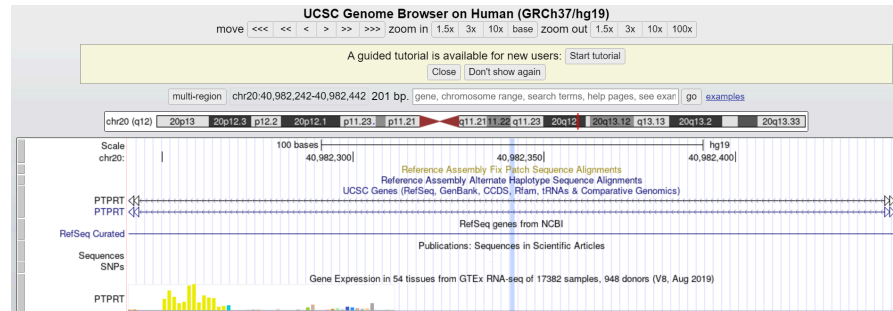 UCSC Genome Browser on Human (GRCh37/hg19)
move <<< << < > >> >>> zoom in 1.5x 3x 10x base zoom out 1.5x 3x 10x 100x
A guided tutorial is available for new users: Start tutorial
Close Don't show again
multi-region chr20:40,982,242-40,982,442 201 bp. gene, chromosome range, search terms, help pages, see exar go examples
chr20 (q12) 20p13 20p12.3 p12.2 20p12.1 p11.23. p11.21 q11.21 11.22 q11.23 20q12 20q13.12 q13.13 20q13.2 20q13.33
Scale 100 bases hg19
chr20: 40,982,300 40,982,350 40,982,400
Reference Assembly Fix Patch Sequence Alignments
Reference Assembly Alternate Haplotype Sequence Alignments
UCSC Genes (RefSeq, GenBank, CCDS, Rfam, tRNAs & Comparative Genomics)
PTPRT
PTPRT
RefSeq genes from NCBI
RefSeq Curated
Publications: Sequences in Scientific Articles
Sequences
SNPs
Gene Expression in 54 tissues from GTEx RNA-seq of 17382 samples, 948 donors (V8, Aug 2019)
PTPRT